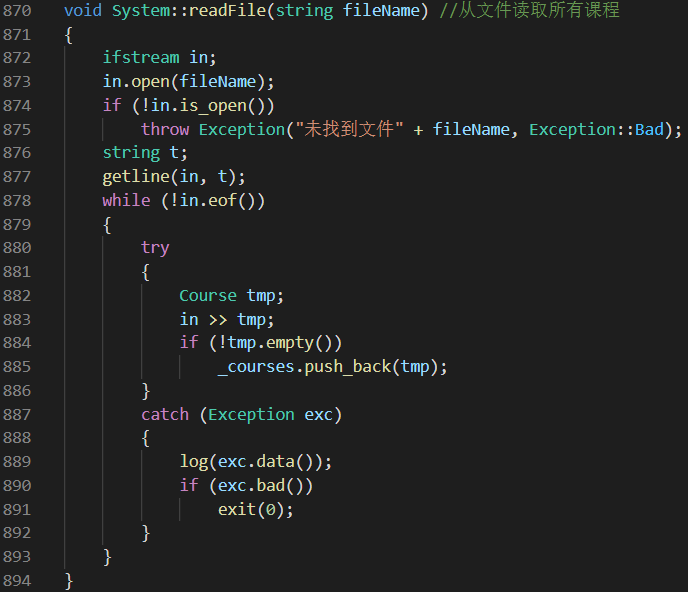 870 void System::readFile(string fileName) //从文件读取所有课程
871 {
872     ifstream in;
873     in.open(fileName);
874     if (!in.is_open())
875         throw Exception("未找到文件" + fileName, Exception::Bad);
876     string t;
877     getline(in, t);
878     while (!in.eof())
879     {
880         try
881         {
882             Course tmp;
883             in >> tmp;
884             if (!tmp.empty())
885                 _courses.push_back(tmp);
886         }
887         catch (Exception exc)
888         {
889             log(exc.data());
890             if (exc.bad())
891                 exit(0);
892         }
893     }
894 }